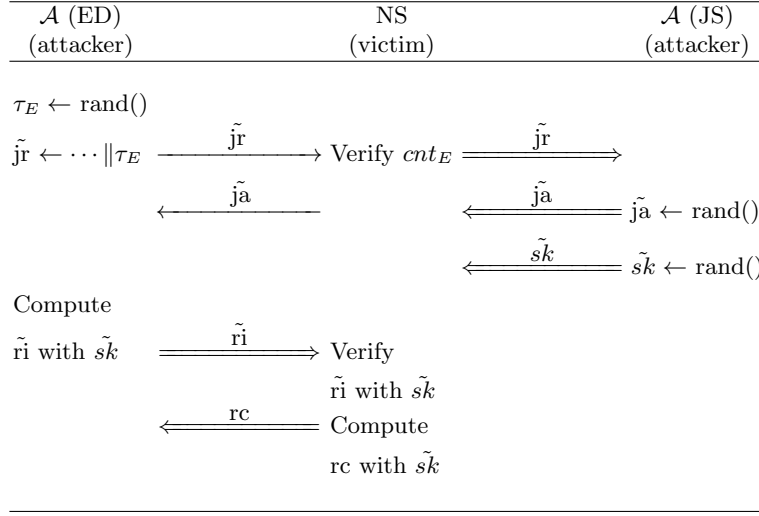 𝒜 (ED) NS 𝒜 (JS)
(attacker) (victim) (attacker)
τ_E ← rand()
j̃r ← ⋯ ∥τ_E j̃r Verify cnt_E j̃r
j̃a j̃a j̃a ← rand()
s̃k s̃k ← rand()
Compute
r̃i with s̃k r̃i Verify
r̃i with s̃k
rc Compute
rc with s̃k